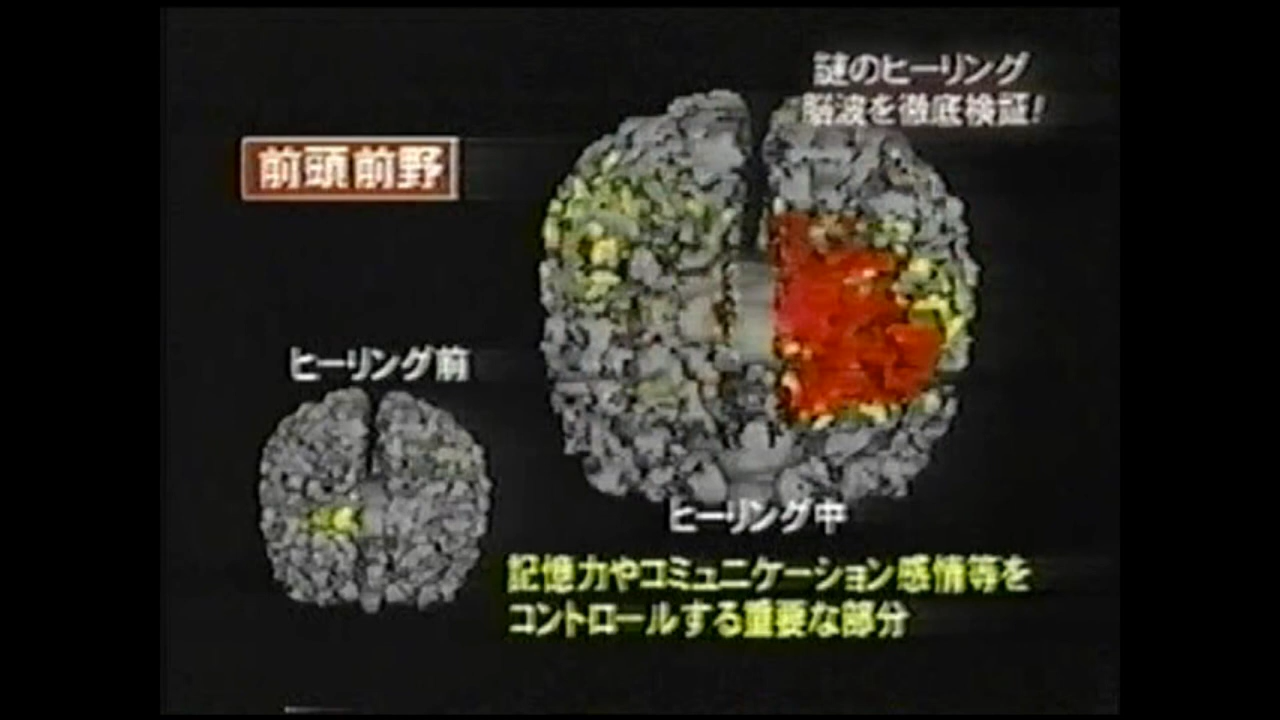 謎のヒーリング
脳波を徹底検証!
前頭前野
ヒーリング前
ヒーリング中
記憶力やコミュニケーション感情等を
コントロールする重要な部分